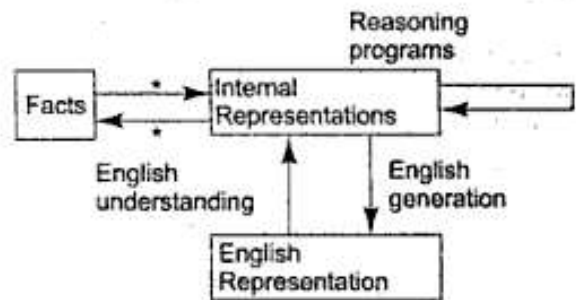 Reasoning
programs
*
Facts
Internal
Representations
*
English
understanding
English
generation
English
Representation